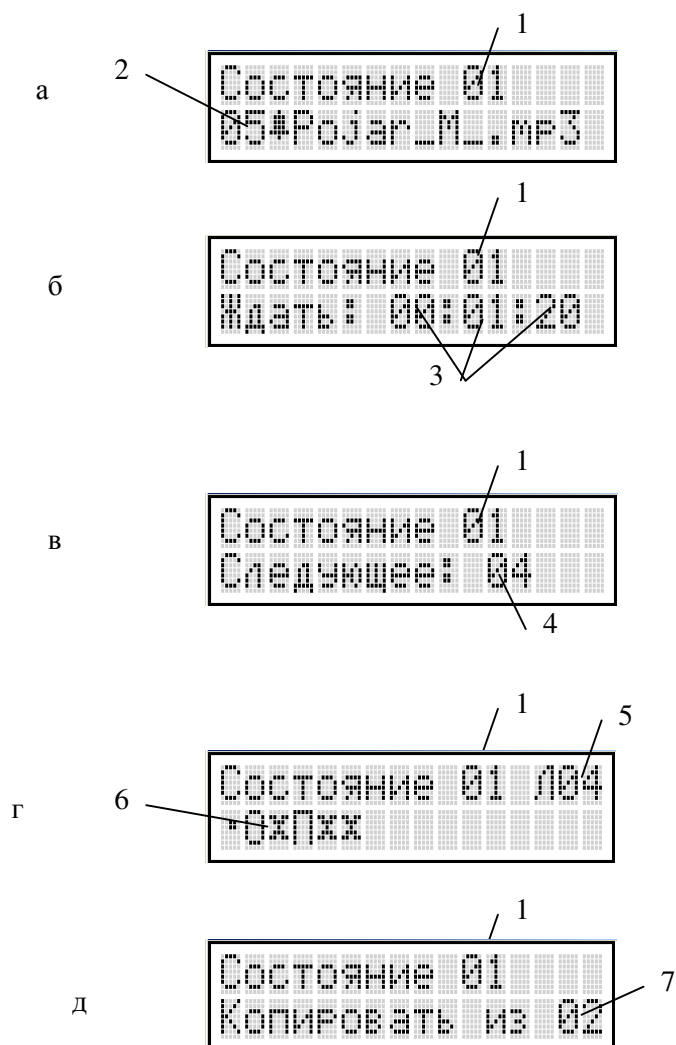 1
а
2
Состояние 01
05🔔Pojar_M_.mp3
1
б
Состояние 01
Ждать: 00:01:20
3
1
в
Состояние 01
Следующее: 04
4
1
5
г
6
Состояние 01 Л04
1
7
д
Состояние 01
Копировать из 02